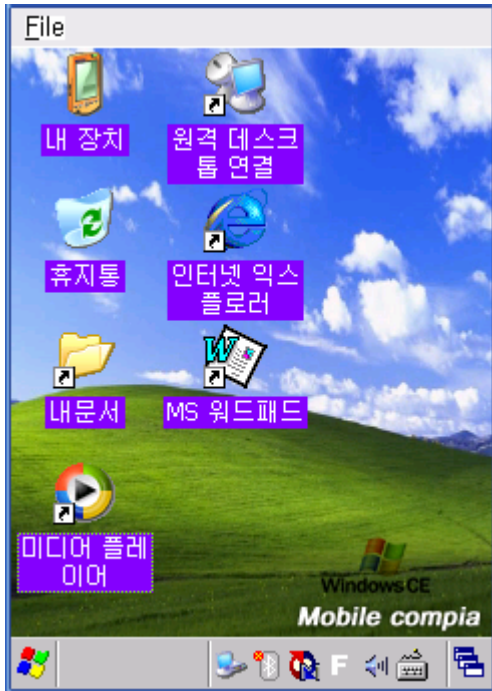 File
내 장치
원격 데스크
톱 연결
휴지통
인터넷 익스
플로러
내문서
MS 워드패드
미디어 플레
이어
Windows CE
Mobile compia
F